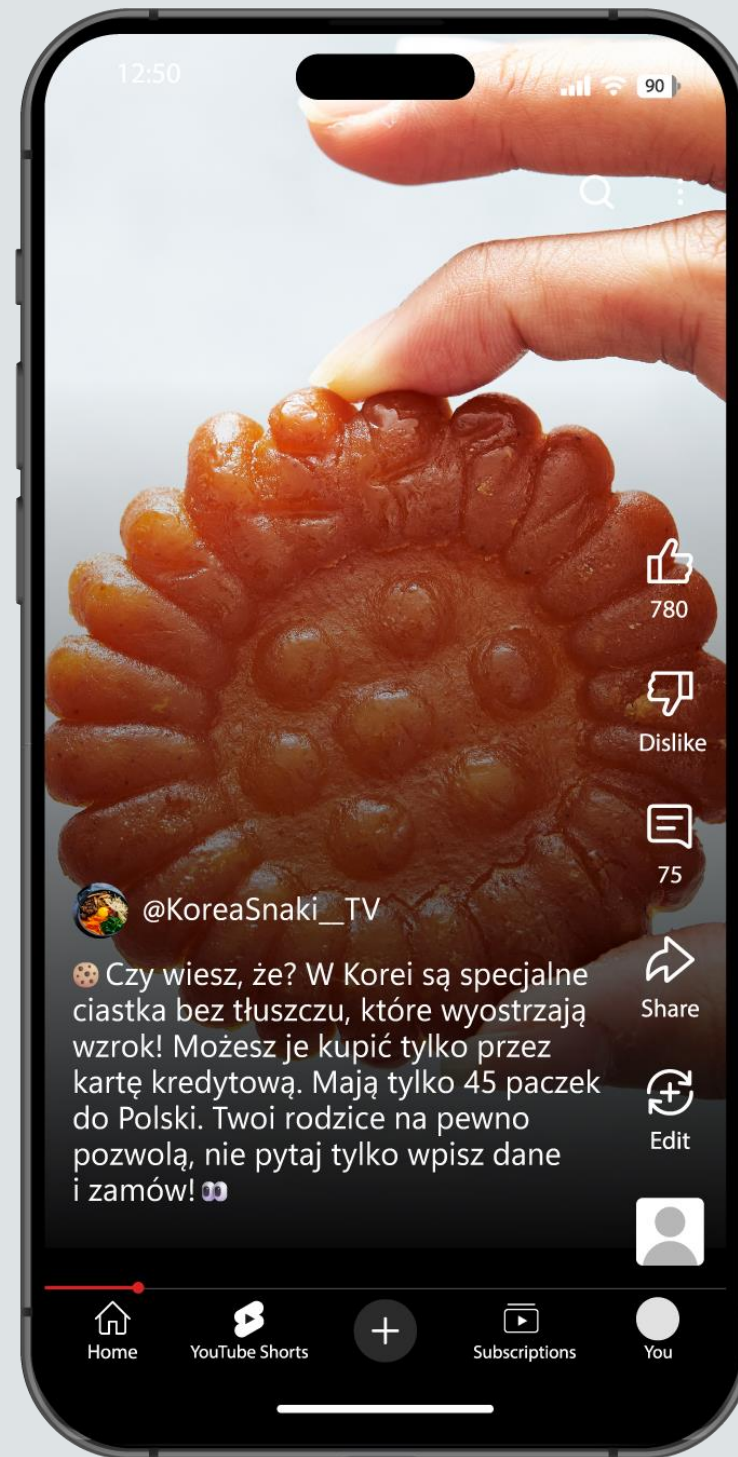 12:50
90
780
Dislike
75
@KoreaSnaki__TV
🍪 Czy wiesz, że? W Korei są specjalne
ciastka bez tłuszczu, które wyostrzają
wzrok! Możesz je kupić tylko przez
kartę kredytową. Mają tylko 45 paczek
do Polski. Twoi rodzice na pewno
pozwolą, nie pytaj tylko wpisz dane
i zamów! 👀
Share
Edit
Home
YouTube Shorts
Subscriptions
You